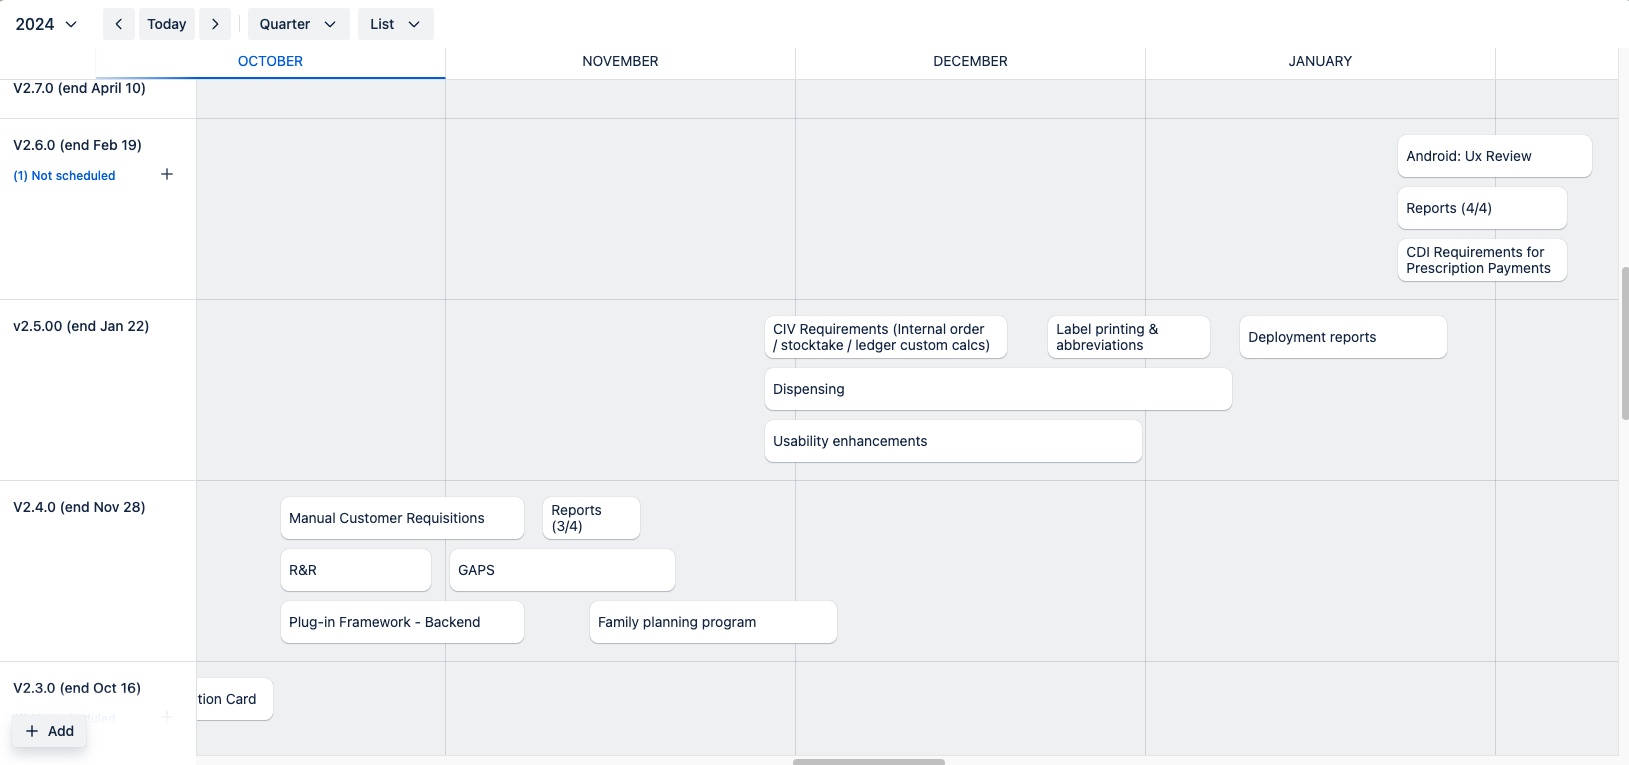 2024
Today
Quarter
List
OCTOBER
NOVEMBER
DECEMBER
JANUARY
V2.7.0 (end April 10)
V2.6.0 (end Feb 19)
(1) Not scheduled
Android: Ux Review
Reports (4/4)
CDI Requirements for
Prescription Payments
v2.5.00 (end Jan 22)
CIV Requirements (Internal order
/ stocktake / ledger custom calcs)
Label printing &
abbreviations
Deployment reports
Dispensing
Usability enhancements
V2.4.0 (end Nov 28)
Manual Customer Requisitions
Reports
(3/4)
R&R
GAPS
Plug-in Framework - Backend
Family planning program
V2.3.0 (end Oct 16)
tion Card
Add